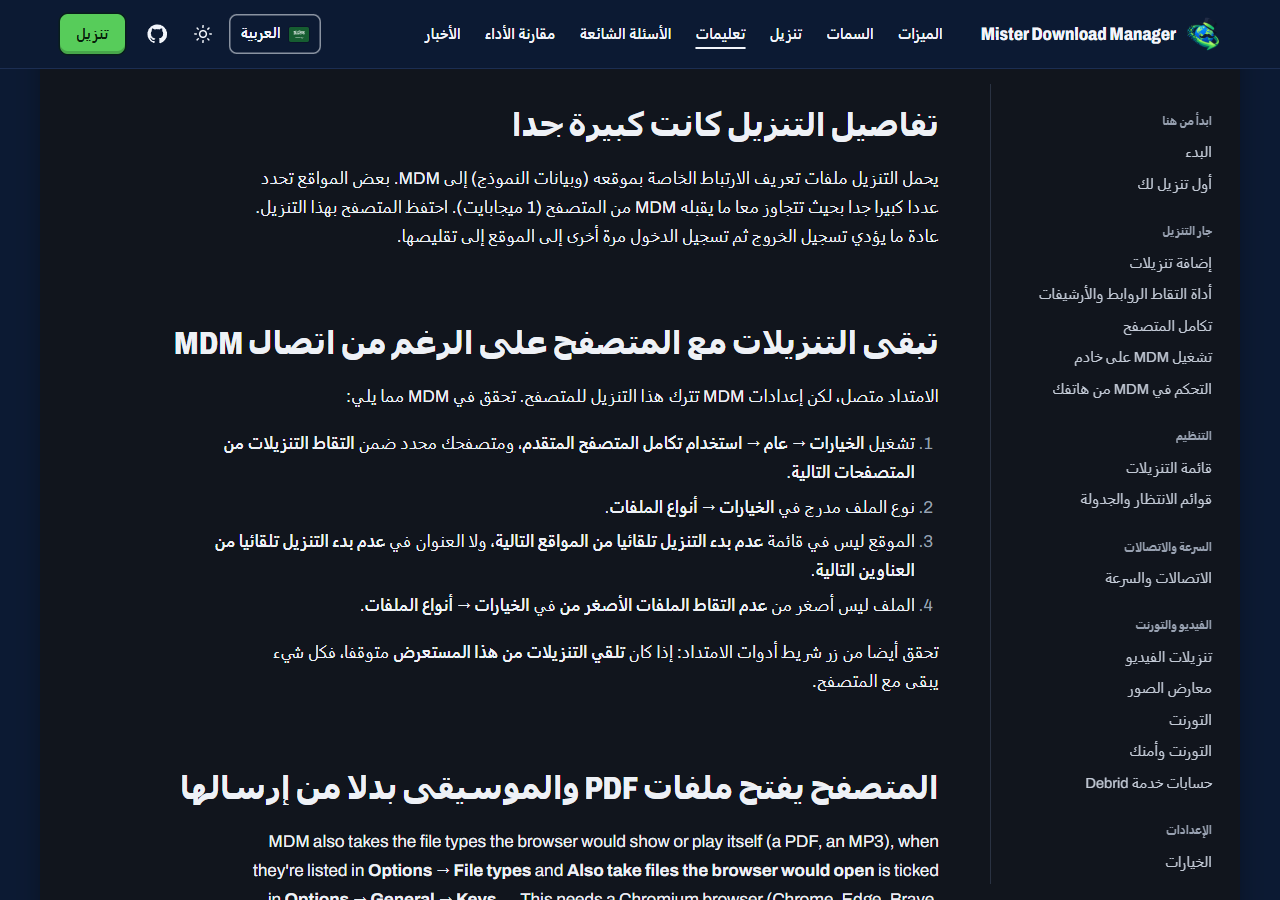 Mister Download Manager
الميزات
السمات
تنزيل
تعليمات
الأسئلة الشائعة
مقارنة الأداء
الأخبار
العربية
تنزيل
ابدأ من هنا
البدء
أول تنزيل لك
جار التنزيل
إضافة تنزيلات
أداة التقاط الروابط والأرشيفات
تكامل المتصفح
تشغيل MDM على خادم
التحكم في MDM من هاتفك
التنظيم
قائمة التنزيلات
قوائم الانتظار والجدولة
السرعة والاتصالات
الاتصالات والسرعة
الفيديو والتورنت
تنزيلات الفيديو
معارض الصور
التورنت
التورنت وأمنك
حسابات خدمة Debrid
الإعدادات
الخيارات
تفاصيل التنزيل كانت كبيرة جدا
يحمل التنزيل ملفات تعريف الارتباط الخاصة بموقعه (وبيانات النموذج) إلى MDM. بعض المواقع تحدد
عددا كبيرا جدا بحيث تتجاوز معا ما يقبله MDM من المتصفح (1 ميجابايت). احتفظ المتصفح بهذا التنزيل.
عادة ما يؤدي تسجيل الخروج ثم تسجيل الدخول مرة أخرى إلى الموقع إلى تقليصها.
تبقى التنزيلات مع المتصفح على الرغم من اتصال MDM
الامتداد متصل، لكن إعدادات MDM تترك هذا التنزيل للمتصفح. تحقق في MDM مما يلي:
1. تشغيل الخيارات → عام → استخدام تكامل المتصفح المتقدم، ومتصفحك محدد ضمن التقاط التنزيلات من
المتصفحات التالية.
2. نوع الملف مدرج في الخيارات → أنواع الملفات.
3. الموقع ليس في قائمة عدم بدء التنزيل تلقائيا من المواقع التالية، ولا العنوان في عدم بدء التنزيل تلقائيا من
العناوين التالية.
4. الملف ليس أصغر من عدم التقاط الملفات الأصغر من في الخيارات → أنواع الملفات.
تحقق أيضا من زر شريط أدوات الامتداد: إذا كان تلقي التنزيلات من هذا المستعرض متوقفا، فكل شيء
يبقى مع المتصفح.
المتصفح يفتح ملفات PDF والموسيقى بدلا من إرسالها
MDM also takes the file types the browser would show or play itself (a PDF, an MP3), when
they're listed in Options → File types and Also take files the browser would open is ticked
in Options → General → Keys… This needs a Chromium browser (Chrome, Edge, Brave,